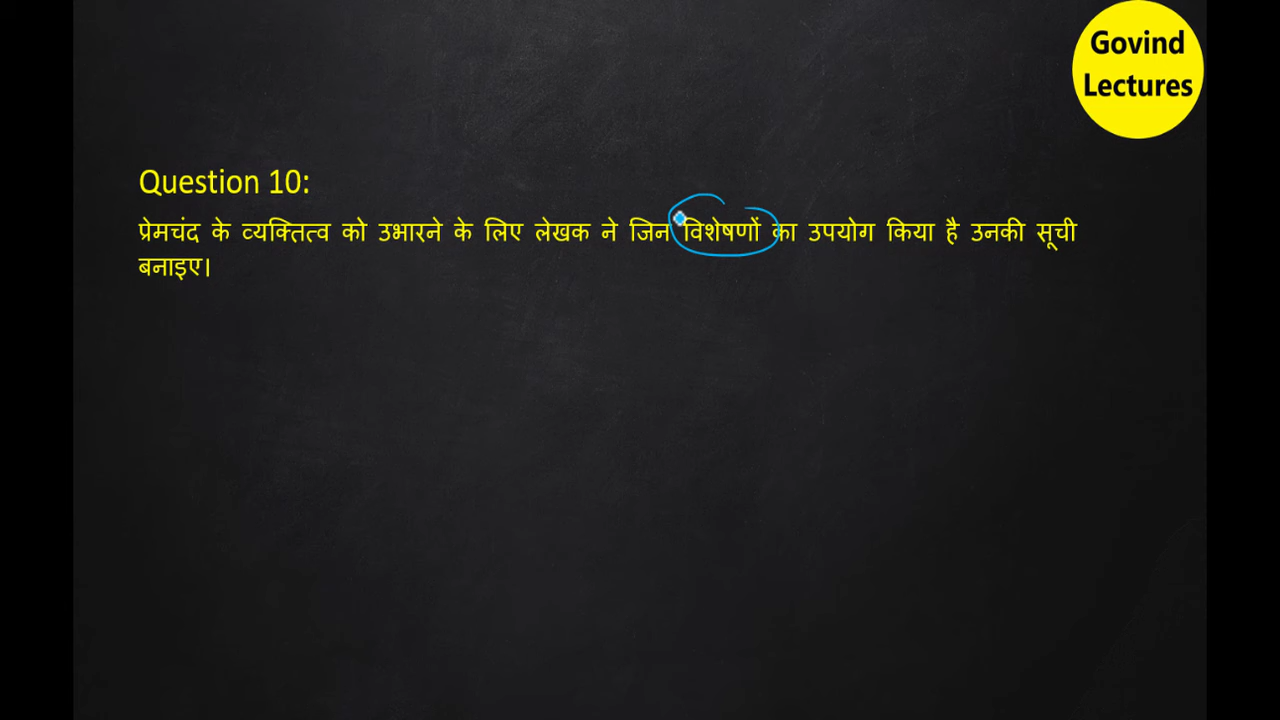 Govind
Lectures
Question 10:
प्रेमचंद के व्यक्तित्व को उभारने के लिए लेखक ने जिन विशेषणों का उपयोग किया है उनकी सूची
बनाइए।